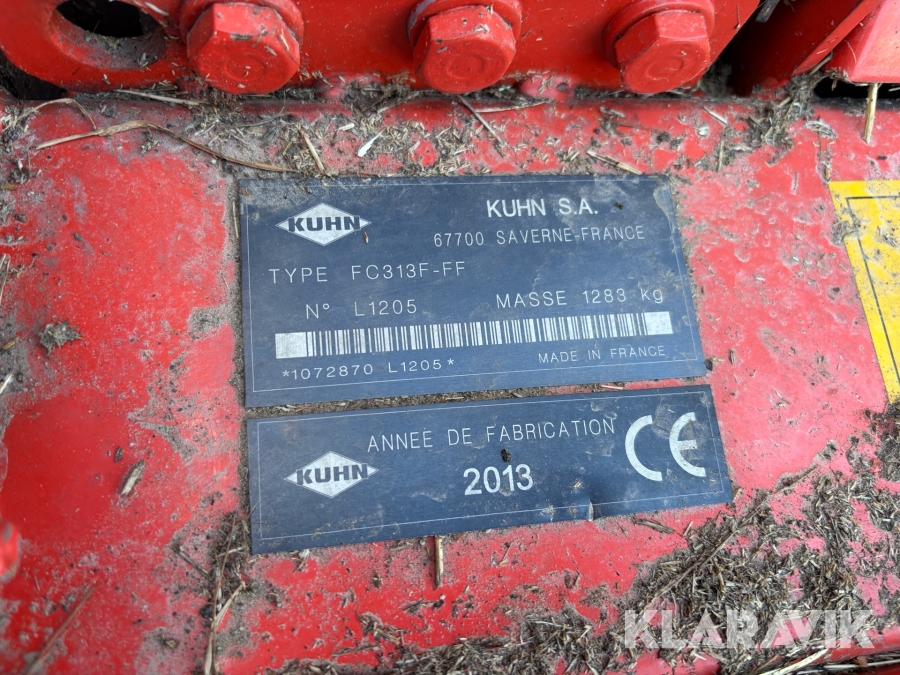 KUHN
KUHN S.A.
67700 SAVERNE-FRANCE
TYPE FC313F-FF
N° L1205 MASSE 1283 kg
*1072870 L1205* MADE IN FRANCE
KUHN
ANNEE DE FABRICATION
2013
CE
KLARAVIK